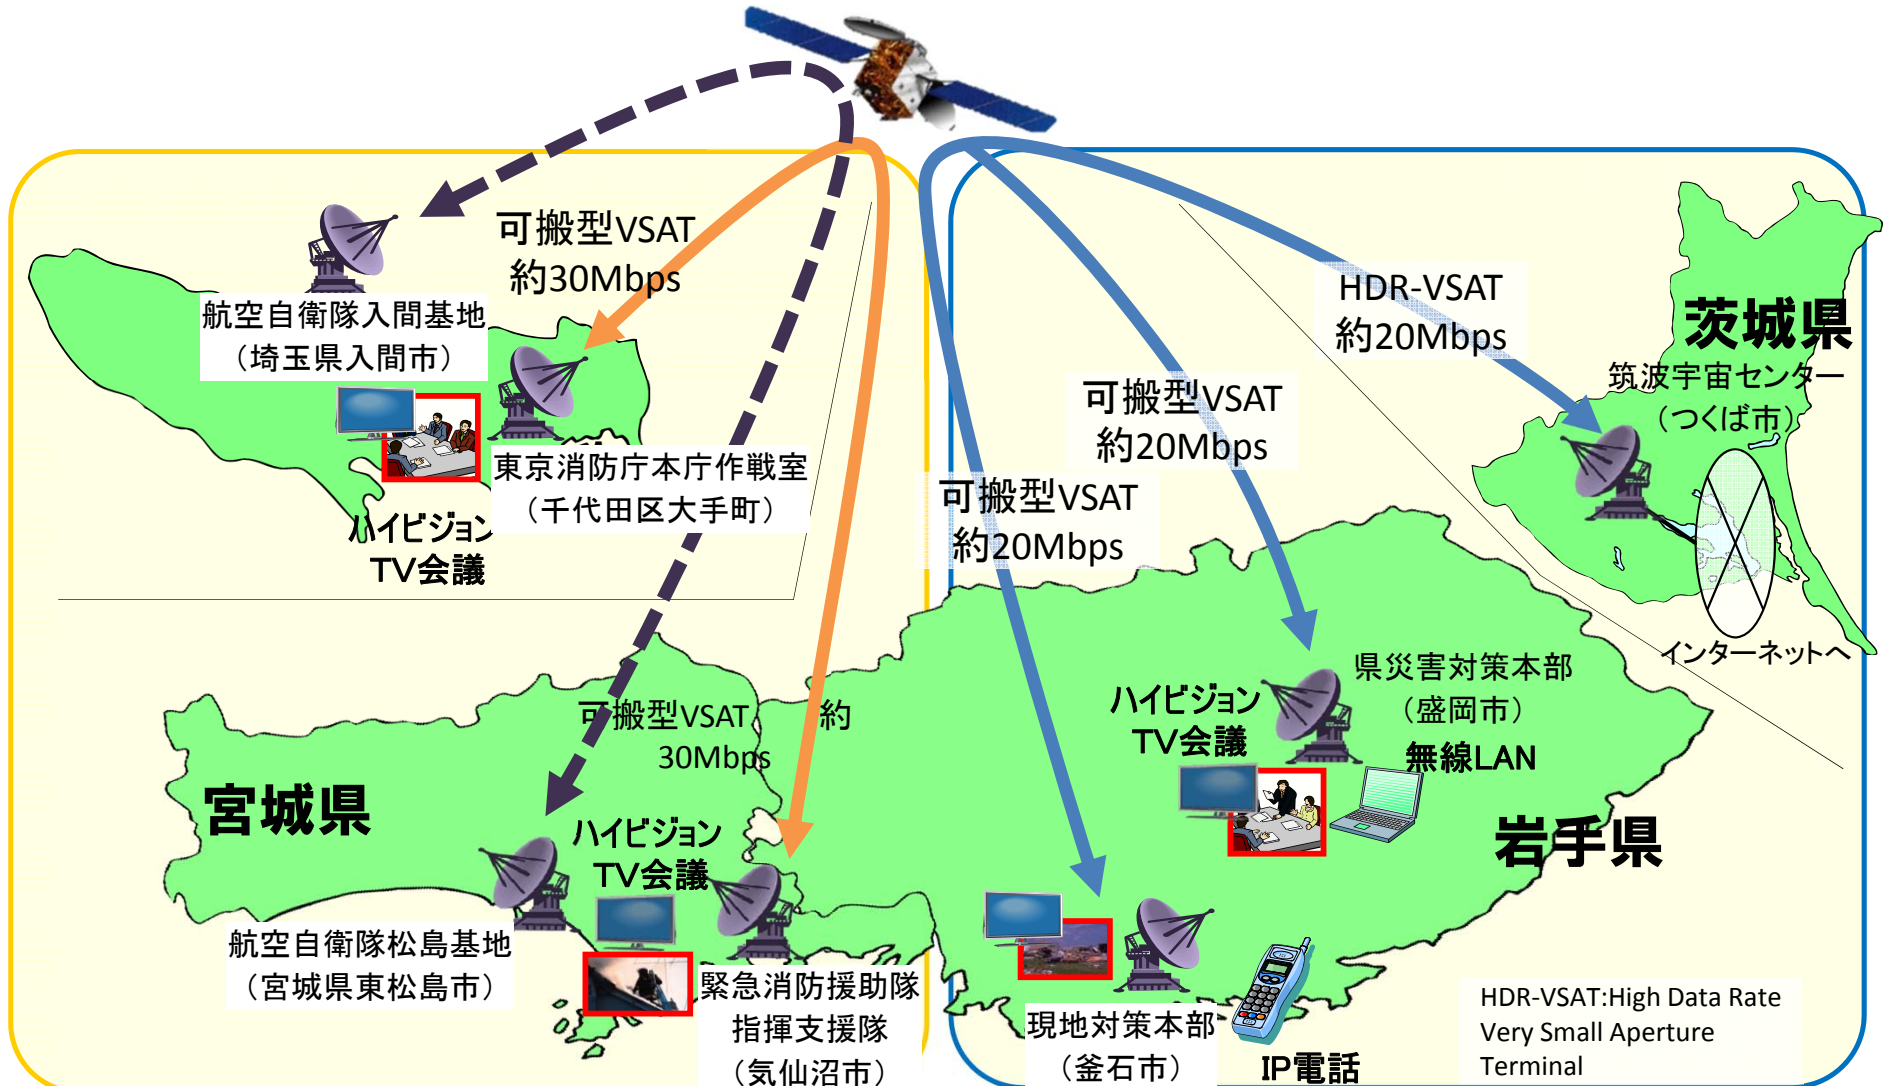 可搬型VSAT
約30Mbps
航空自衛隊入間基地
（埼玉県入間市）
東京消防庁本庁作戦室
（千代田区大手町）
ハイビジョン
TV会議
HDR-VSAT
約20Mbps
茨城県
筑波宇宙センター
（つくば市）
インターネットへ
可搬型VSAT
約20Mbps
可搬型VSAT
約20Mbps
可搬型VSAT 約
30Mbps
宮城県
ハイビジョン
TV会議
航空自衛隊松島基地
（宮城県東松島市）
緊急消防援助隊
指揮支援隊
（気仙沼市）
ハイビジョン
TV会議
県災害対策本部
（盛岡市）
無線LAN
岩手県
現地対策本部
（釜石市）
IP電話
HDR-VSAT:High Data Rate
Very Small Aperture
Terminal